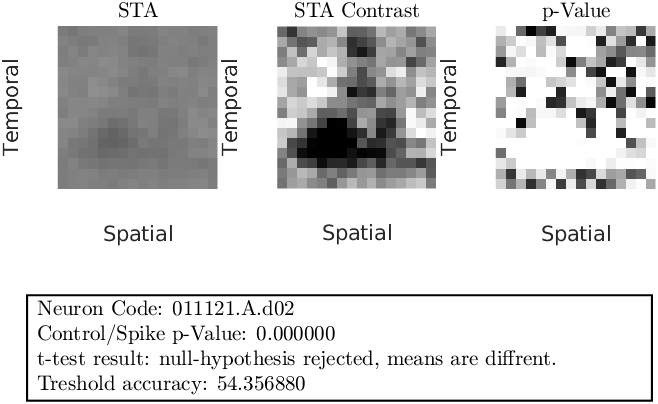 STA
STA Contrast
p-Value
Temporal
Temporal
Temporal
Spatial
Spatial
Spatial
Neuron Code: 011121.A.d02
Control/Spike p-Value: 0.000000
t-test result: null-hypothesis rejected, means are diffrent.
Treshold accuracy: 54.356880